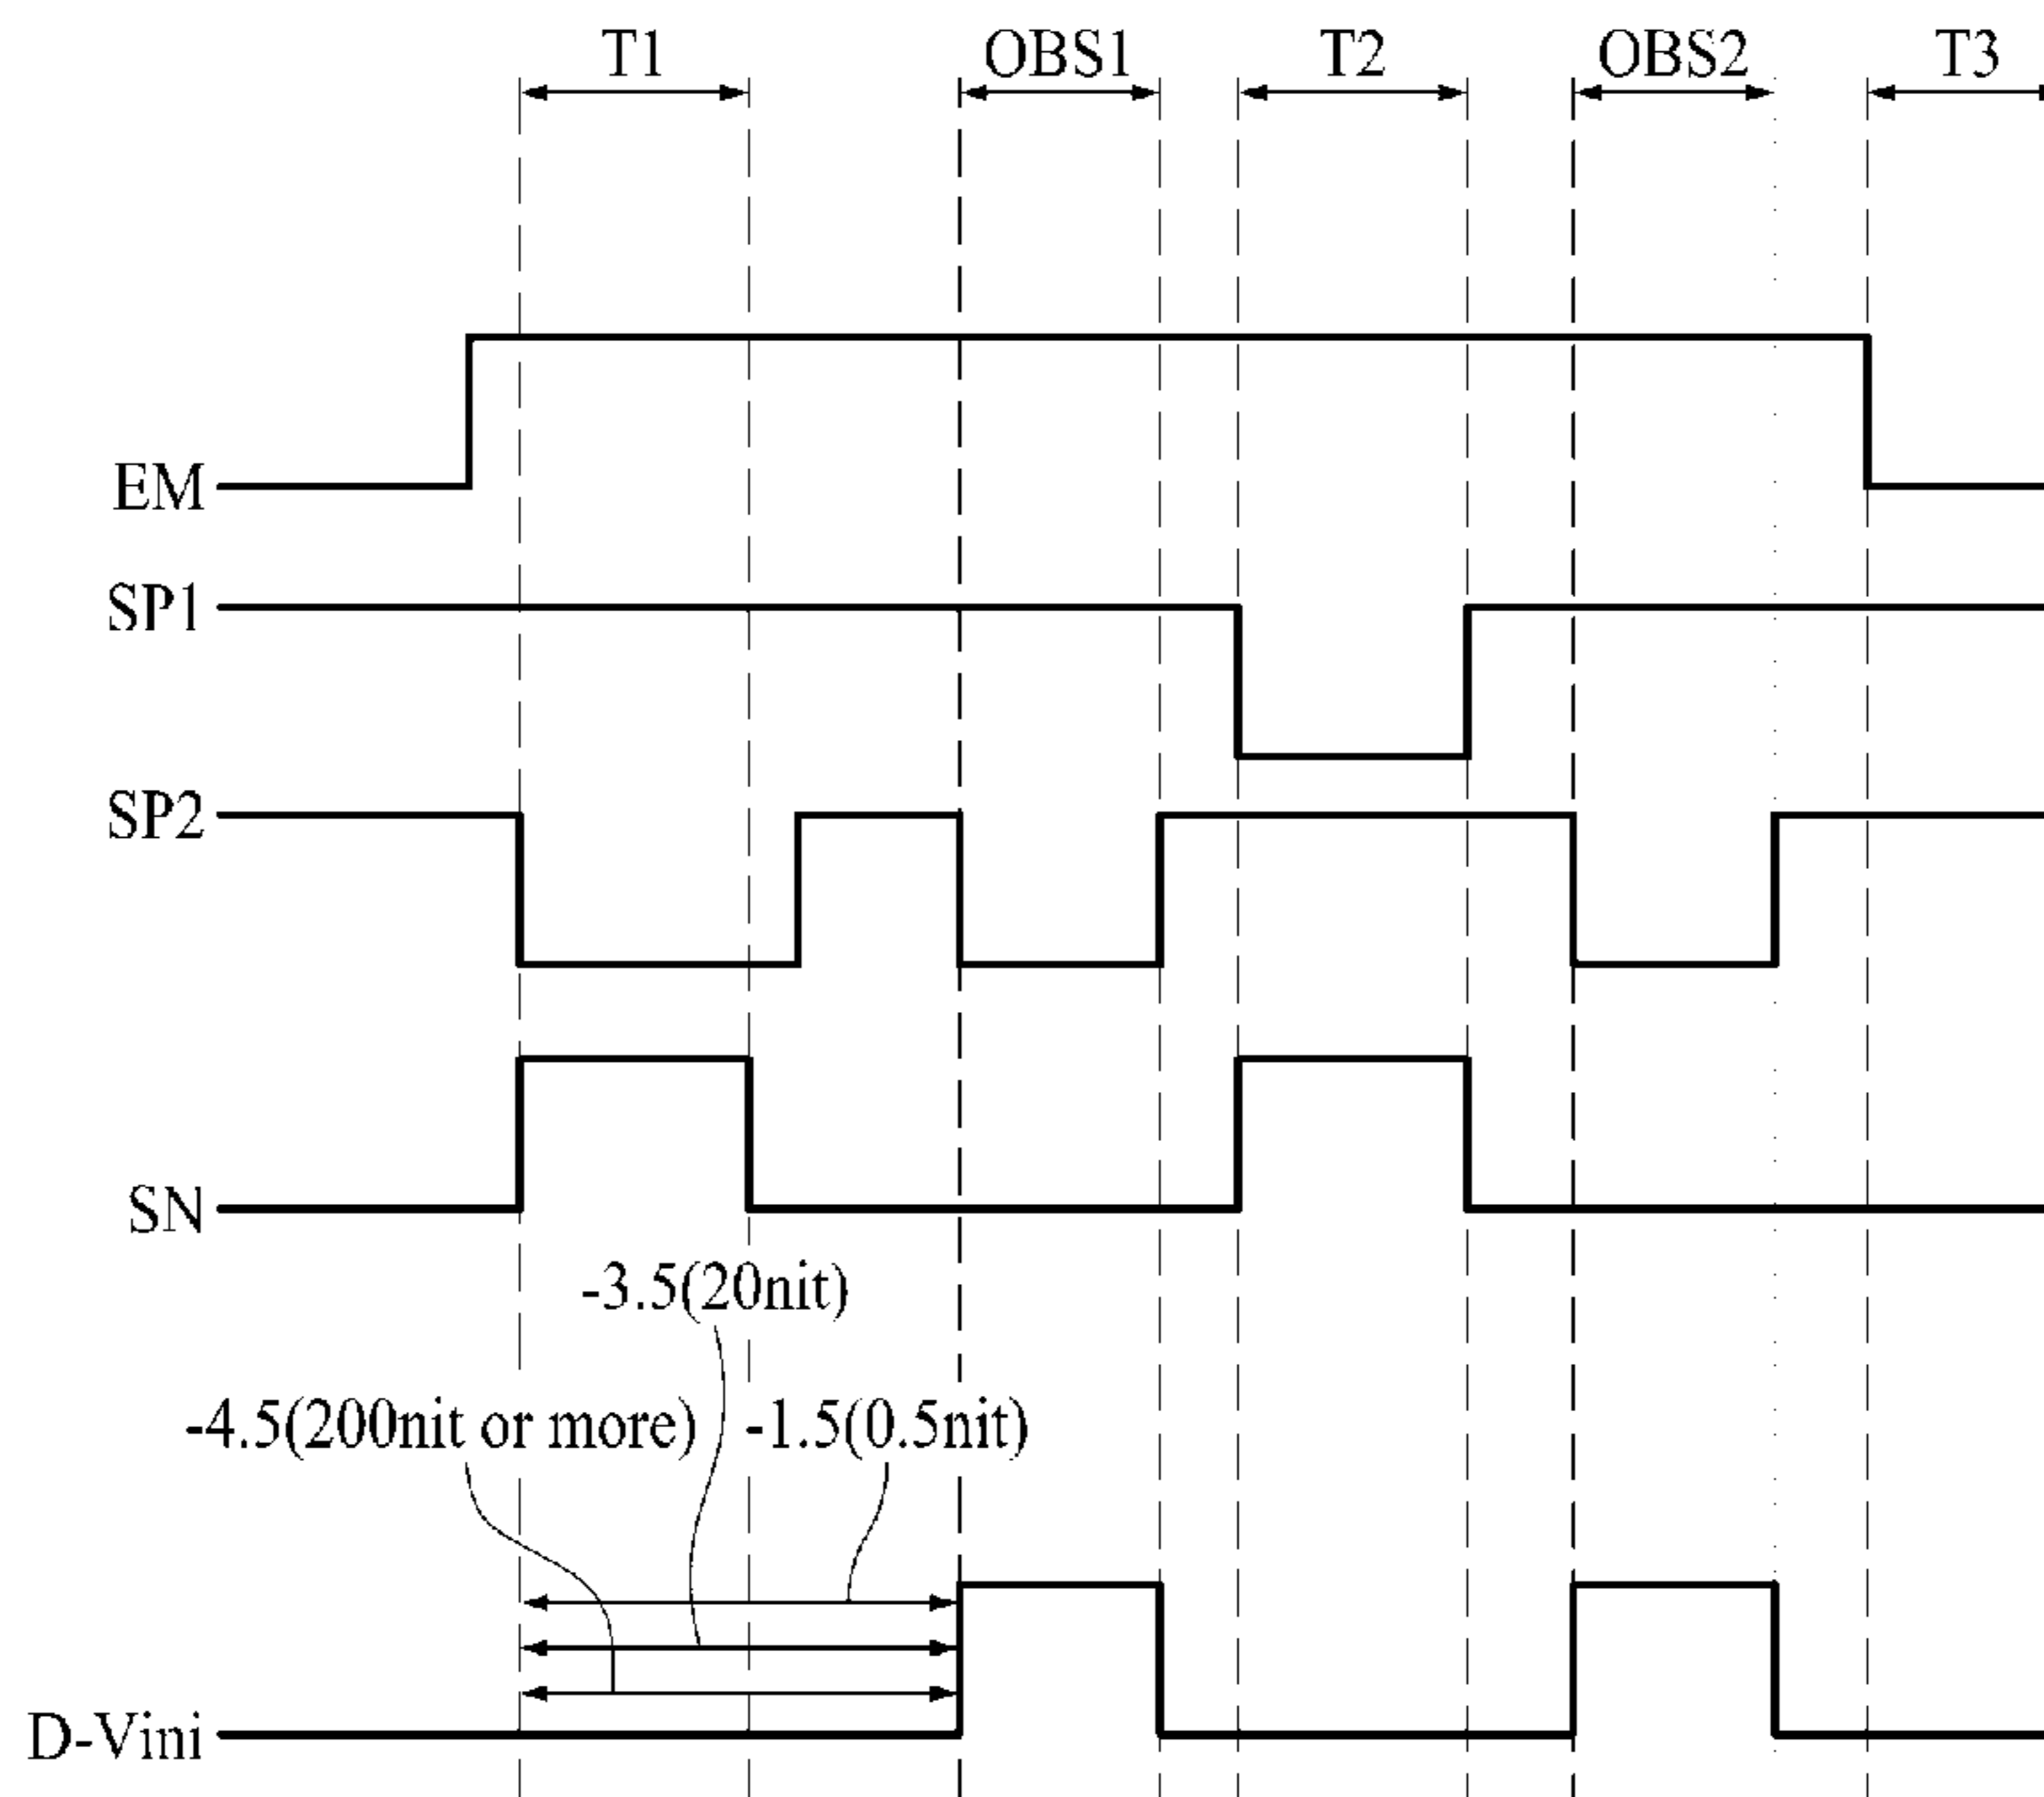 T1 OBS1 T2 OBS2 T3
EM
SP1
SP2
SN
-3.5(20nit)
-4.5(200nit or more) -1.5(0.5nit)
D-Vini